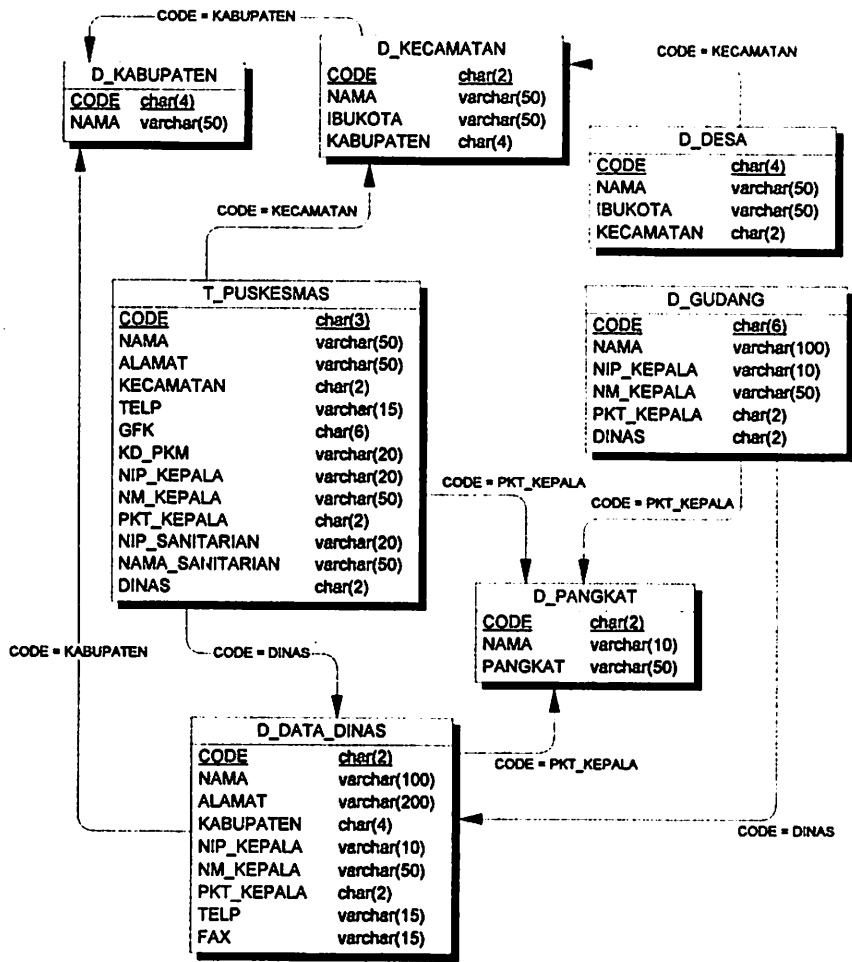 CODE = KABUPATEN
D_KABUPATEN
CODE char(4)
NAMA varchar(50)
D_KECAMATAN
CODE char(2)
NAMA varchar(50)
IBUKOTA varchar(50)
KABUPATEN char(4)
CODE = KECAMATAN
D_DESA
CODE char(4)
NAMA varchar(50)
IBUKOTA varchar(50)
KECAMATAN char(2)
CODE = KECAMATAN
T_PUSKESMAS
CODE char(3)
NAMA varchar(50)
ALAMAT varchar(50)
KECAMATAN char(2)
TELP varchar(15)
GFK char(6)
KD_PKM varchar(20)
NIP_KEPALA varchar(20)
NM_KEPALA varchar(50)
PKT_KEPALA char(2)
NIP_SANITARIAN varchar(20)
NAMA_SANITARIAN varchar(50)
DINAS char(2)
D_GUDANG
CODE char(6)
NAMA varchar(100)
NIP_KEPALA varchar(10)
NM_KEPALA varchar(50)
PKT_KEPALA char(2)
DINAS char(2)
CODE = PKT_KEPALA
CODE = PKT_KEPALA
D_PANGKAT
CODE char(2)
NAMA varchar(10)
PANGKAT varchar(50)
CODE = KABUPATEN
CODE = DINAS
D_DATA_DINAS
CODE char(2)
NAMA varchar(100)
ALAMAT varchar(200)
KABUPATEN char(4)
NIP_KEPALA varchar(10)
NM_KEPALA varchar(50)
PKT_KEPALA char(2)
TELP varchar(15)
FAX varchar(15)
CODE = PKT_KEPALA
CODE = DINAS